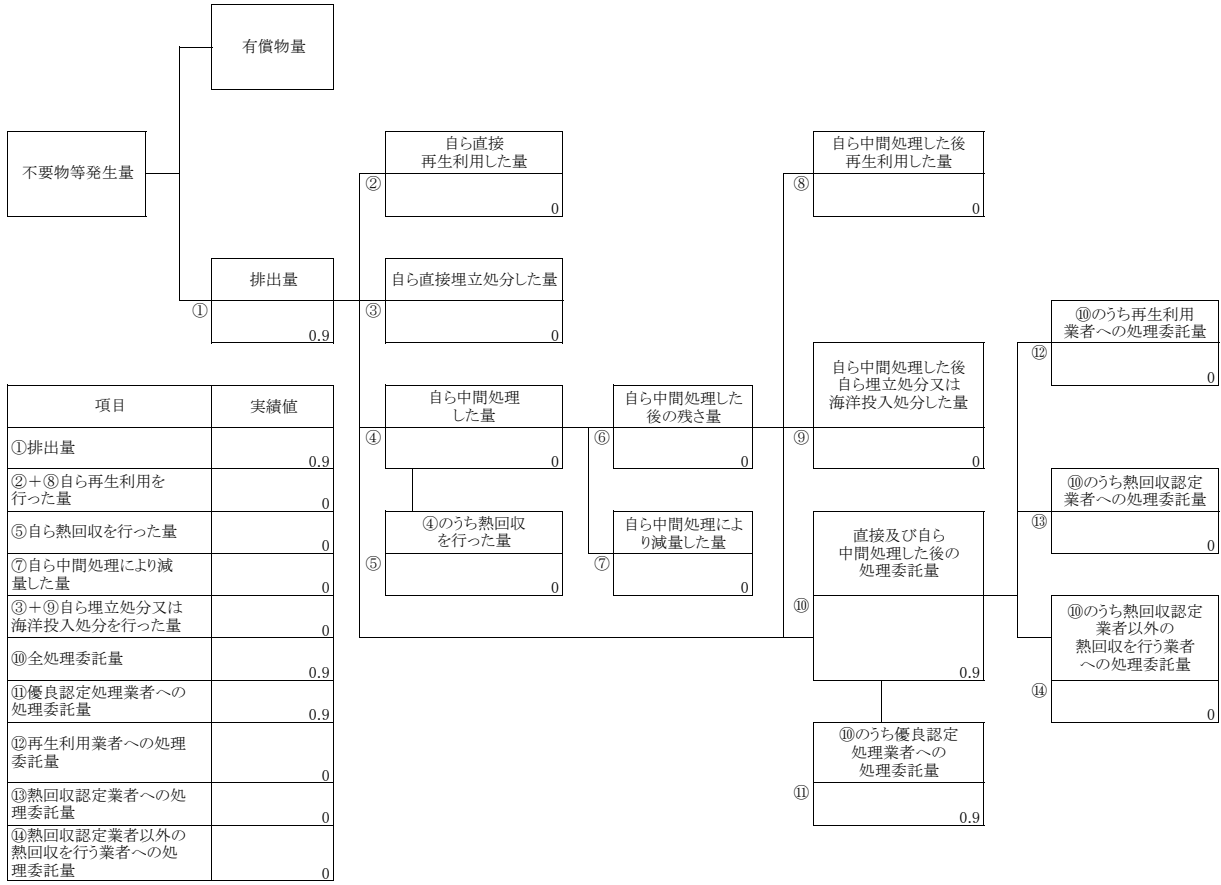 有償物量
不要物等発生量
自ら直接
再生利用した量
②
0
自ら中間処理した後
再生利用した量
⑧
0
排出量
①
0.9
自ら直接埋立処分した量
③
0
⑩のうち再生利用
業者への処理委託量
⑫
0
自ら中間処理
した量
④
0
自ら中間処理した
後の残さ量
⑥
0
自ら中間処理した後
自ら埋立処分又は
海洋投入処分した量
⑨
0
⑩のうち熱回収認定
業者への処理委託量
⑬
0
④のうち熱回収
を行った量
⑤
0
自ら中間処理によ
り減量した量
⑦
0
直接及び自ら
中間処理した後の
処理委託量
⑩
0.9
⑩のうち熱回収認定
業者以外の
熱回収を行う業者
への処理委託量
⑭
0
⑩のうち優良認定
処理業者への
処理委託量
⑪
0.9
項目 実績値
①排出量
0.9
②＋⑧自ら再生利用を
行った量
0
⑤自ら熱回収を行った量
0
⑦自ら中間処理により減
量した量
0
③＋⑨自ら埋立処分又は
海洋投入処分を行った量
0
⑩全処理委託量
0.9
⑪優良認定処理業者への
処理委託量
0.9
⑫再生利用業者への処理
委託量
0
⑬熱回収認定業者への処
理委託量
0
⑭熱回収認定業者以外の
熱回収を行う業者への処
理委託量
0